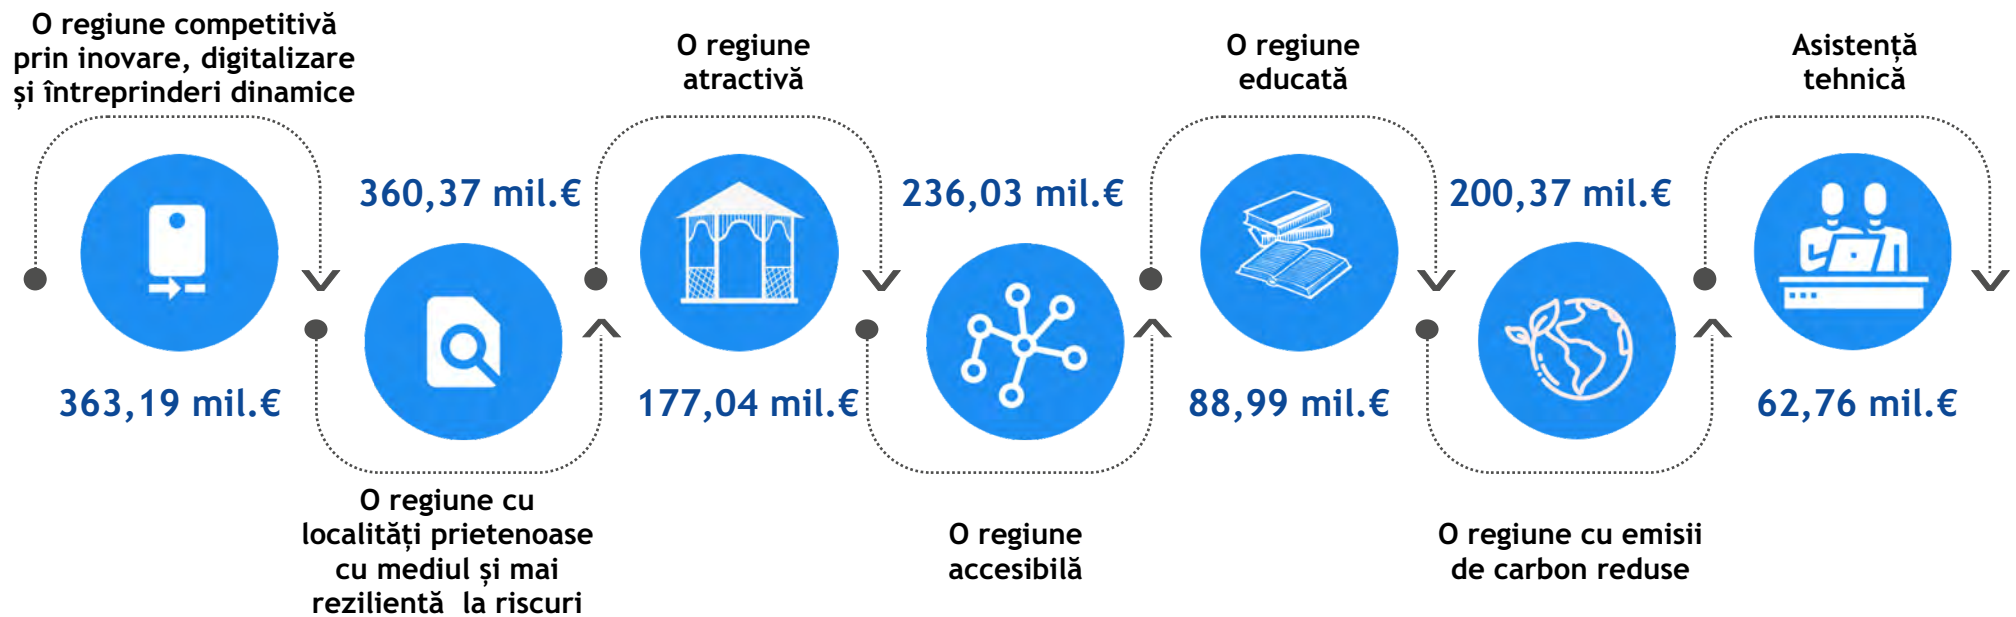 O regiune competitivă
prin inovare, digitalizare
și întreprinderi dinamice
363,19 mil.€
360,37 mil.€
O regiune cu
localități prietenoase
cu mediul și mai
rezilientă la riscuri
O regiune
atractivă
177,04 mil.€
236,03 mil.€
O regiune
accesibilă
O regiune
educată
88,99 mil.€
200,37 mil.€
O regiune cu emisii
de carbon reduse
Asistență
tehnică
62,76 mil.€